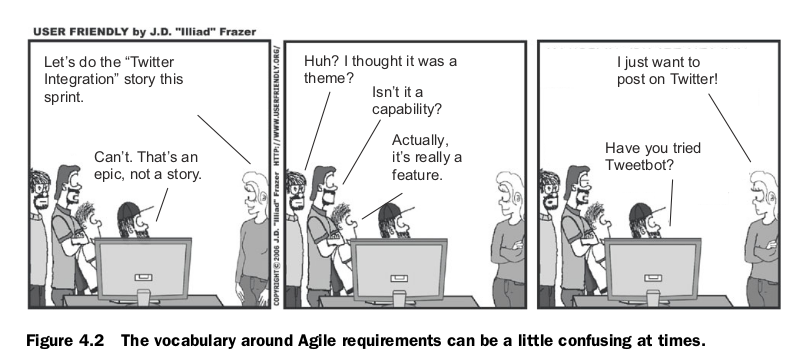 USER FRIENDLY by J.D. "Illiad" Frazer
Let's do the “Twitter
Integration” story this
sprint.
Can't. That's an
epic, not a story.
COPYRIGHT © 2006 J.D. "Illiad" Frazer HTTP://WWW.USERFRIENDLY.ORG/
Huh? I thought it was a
theme?
Isn't it a
capability?
Actually,
it's really a
feature.
I just want to
post on Twitter!
Have you tried
Tweetbot?
Figure 4.2 The vocabulary around Agile requirements can be a little confusing at times.